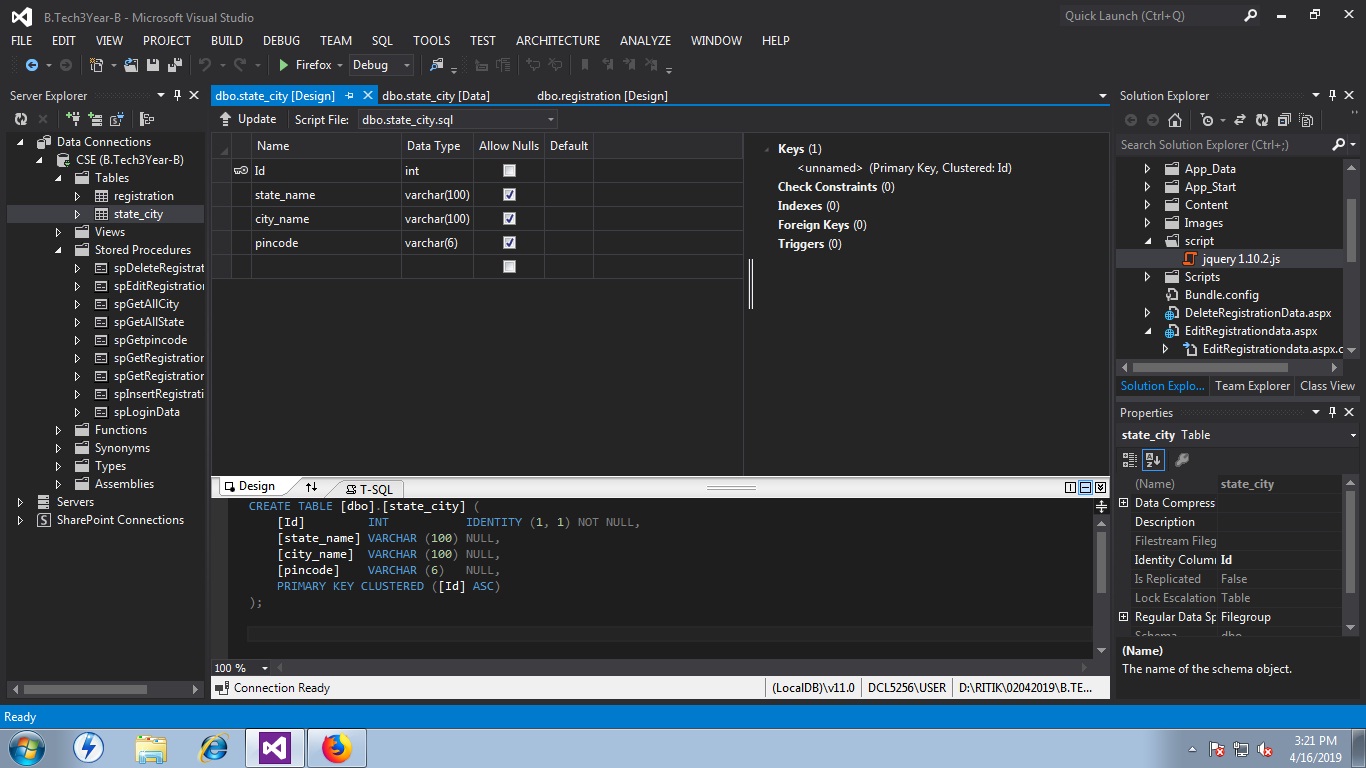 B.Tech3Year-B - Microsoft Visual Studio
Quick Launch (Ctrl+Q)
FILE EDIT VIEW PROJECT BUILD DEBUG TEAM SQL TOOLS TEST ARCHITECTURE ANALYZE WINDOW HELP
Firefox Debug
Server Explorer
Data Connections
CSE (B.Tech3Year-B)
Tables
registration
state_city
Views
Stored Procedures
spDeleteRegistrat
spEditRegistration
spGetAllCity
spGetAllState
spGetpincode
spGetRegistration
spGetRegistration
spInsertRegistrati
spLoginData
Functions
Synonyms
Types
Assemblies
Servers
SharePoint Connections
dbo.state_city [Design] dbo.state_city [Data] dbo.registration [Design]
Update Script File: dbo.state_city.sql
Name Data Type Allow Nulls Default
Id int
state_name varchar(100)
city_name varchar(100)
pincode varchar(6)
Keys (1)
<unnamed> (Primary Key, Clustered: Id)
Check Constraints (0)
Indexes (0)
Foreign Keys (0)
Triggers (0)
Design T-SQL
CREATE TABLE [dbo].[state_city] (
[Id] INT IDENTITY (1, 1) NOT NULL,
[state_name] VARCHAR (100) NULL,
[city_name] VARCHAR (100) NULL,
[pincode] VARCHAR (6) NULL,
PRIMARY KEY CLUSTERED ([Id] ASC)
);
100 %
Connection Ready (LocalDB)\v11.0 DCL5256\USER D:\RITIK\02042019\B.TE...
Solution Explorer
Search Solution Explorer (Ctrl+;)
App_Data
App_Start
Content
Images
script
jquery 1.10.2.js
Scripts
Bundle.config
DeleteRegistrationData.aspx
EditRegistrationdata.aspx
EditRegistrationdata.aspx.c
Solution Explo... Team Explorer Class View
Properties
state_city Table
(Name) state_city
Data Compress
Description
Filestream Fileg
Identity Colum Id
Is Replicated False
Lock Escalation Table
Regular Data Sp Filegroup
Schema dbo
(Name)
The name of the schema object.
Ready
3:21 PM
4/16/2019